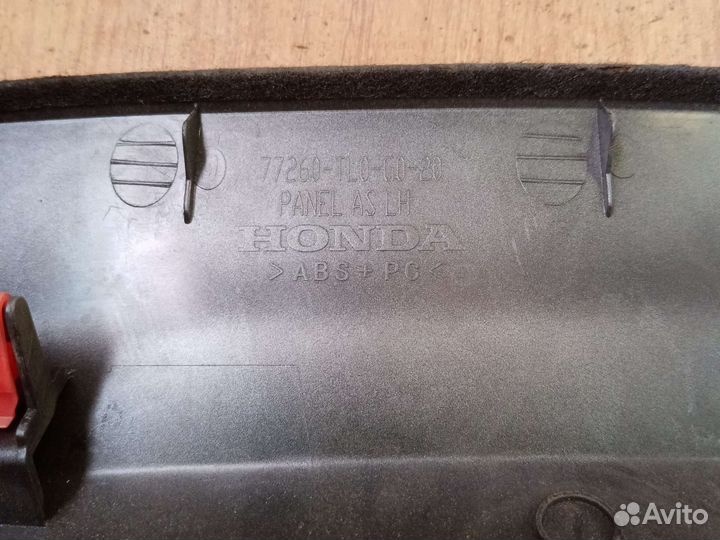 77260-TL0-G0-20
PANEL AS LH
HONDA
>ABS+PC<
Avito